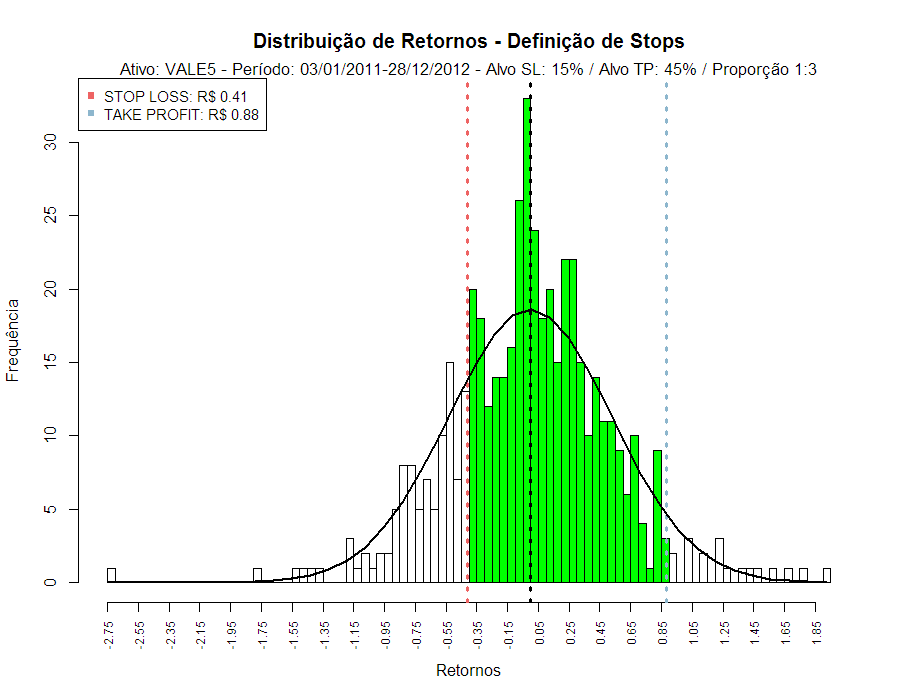 Distribuição de Retornos - Definição de Stops
Ativo: VALE5 - Período: 03/01/2011-28/12/2012 - Alvo SL: 15% / Alvo TP: 45% / Proporção 1:3
STOP LOSS: R$ 0.41
TAKE PROFIT: R$ 0.88
Frequência
30
25
20
15
10
5
0
-2.75 -2.55 -2.35 -2.15 -1.95 -1.75 -1.55 -1.35 -1.15 -0.95 -0.75 -0.55 -0.35 -0.15 0.05 0.25 0.45 0.65 0.85 1.05 1.25 1.45 1.65 1.85
Retornos